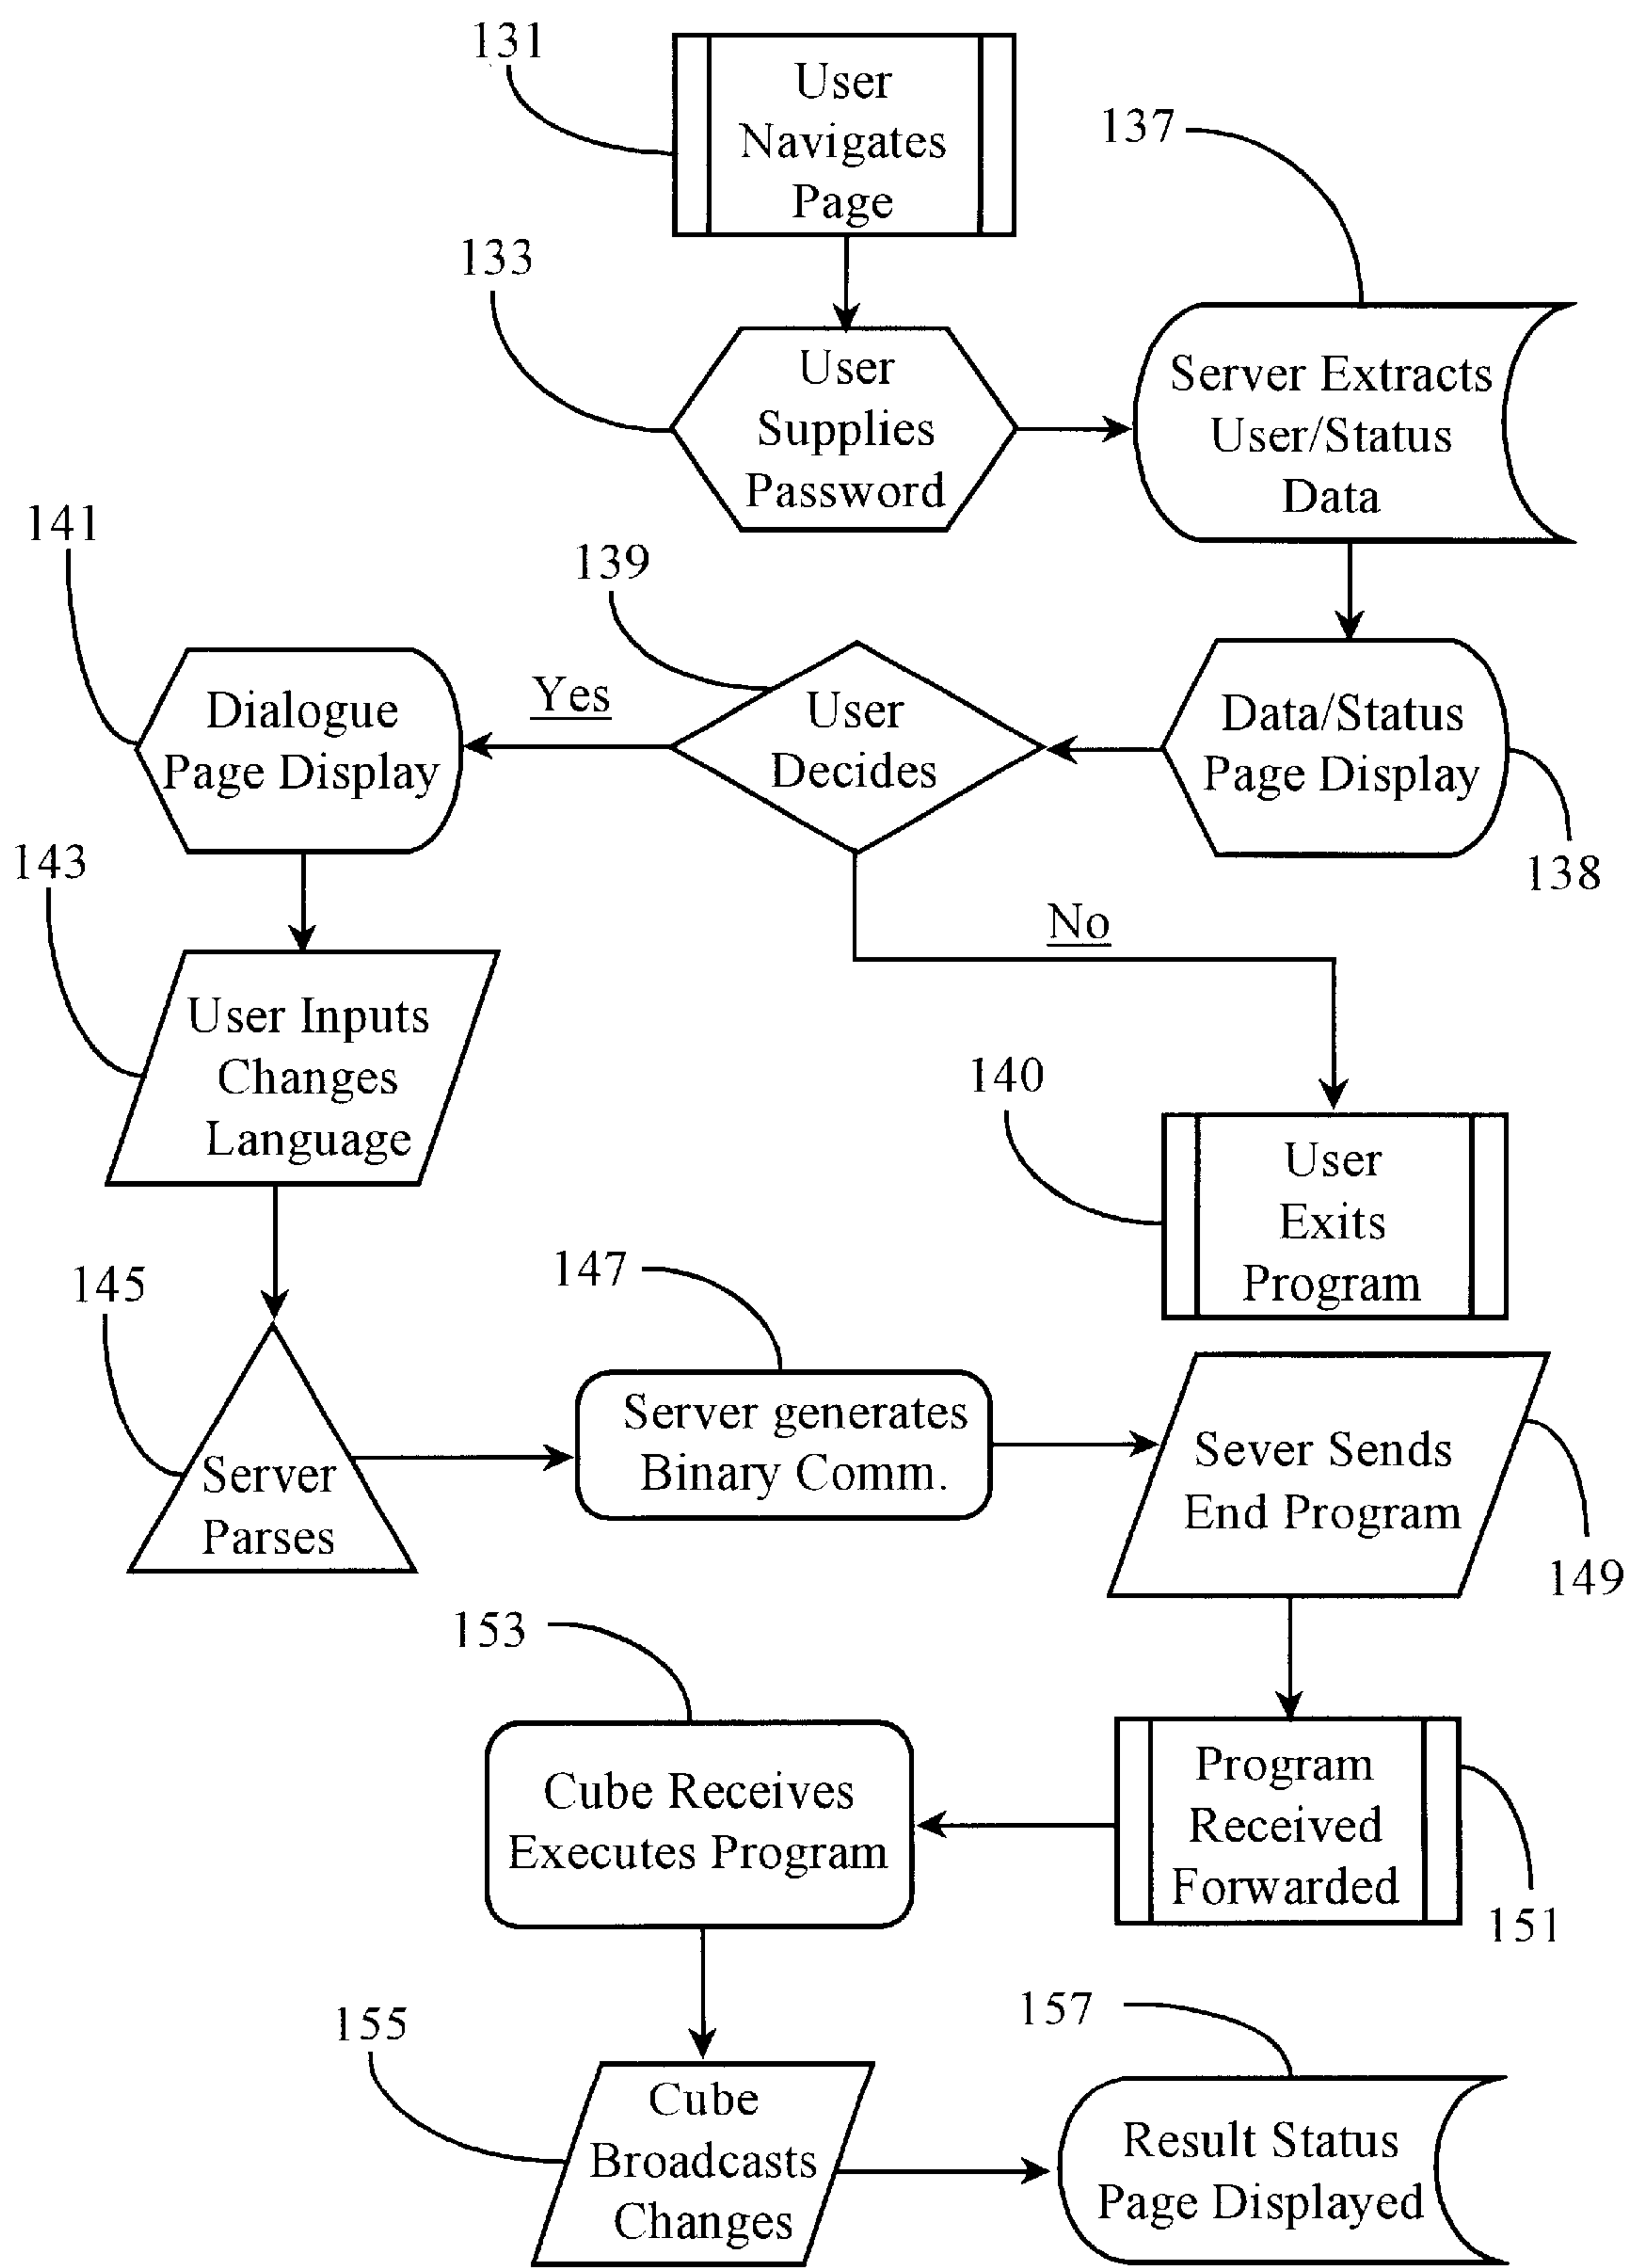 131
User
Navigates
Page
137
133
User
Supplies
Password
Server Extracts
User/Status
Data
141
139
Dialogue
Page Display
Yes
User
Decides
Data/Status
Page Display
138
143
No
User Inputs
Changes
Language
140
User
Exits
Program
145
147
Server
Parses
Server generates
Binary Comm.
Sever Sends
End Program
149
153
Cube Receives
Executes Program
Program
Received
Forwarded
151
155
157
Cube
Broadcasts
Changes
Result Status
Page Displayed